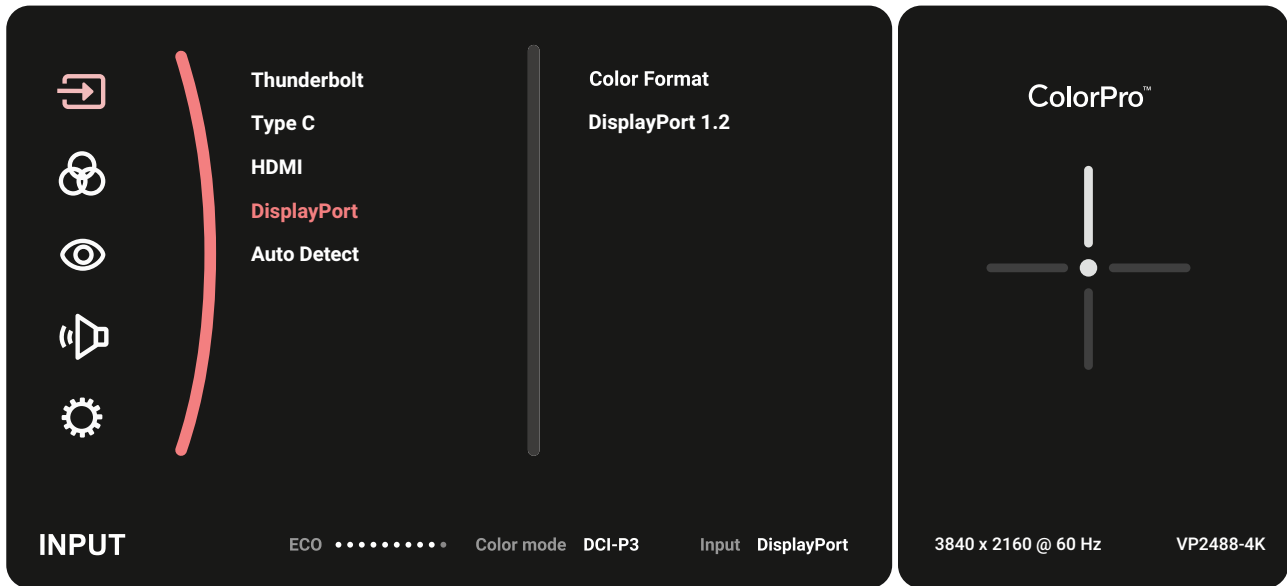 Thunderbolt
Type C
HDMI
DisplayPort
Auto Detect
Color Format
DisplayPort 1.2
INPUT
ECO
Color mode DCI-P3
Input DisplayPort
ColorPro™
3840 x 2160 @ 60 Hz
VP2488-4K